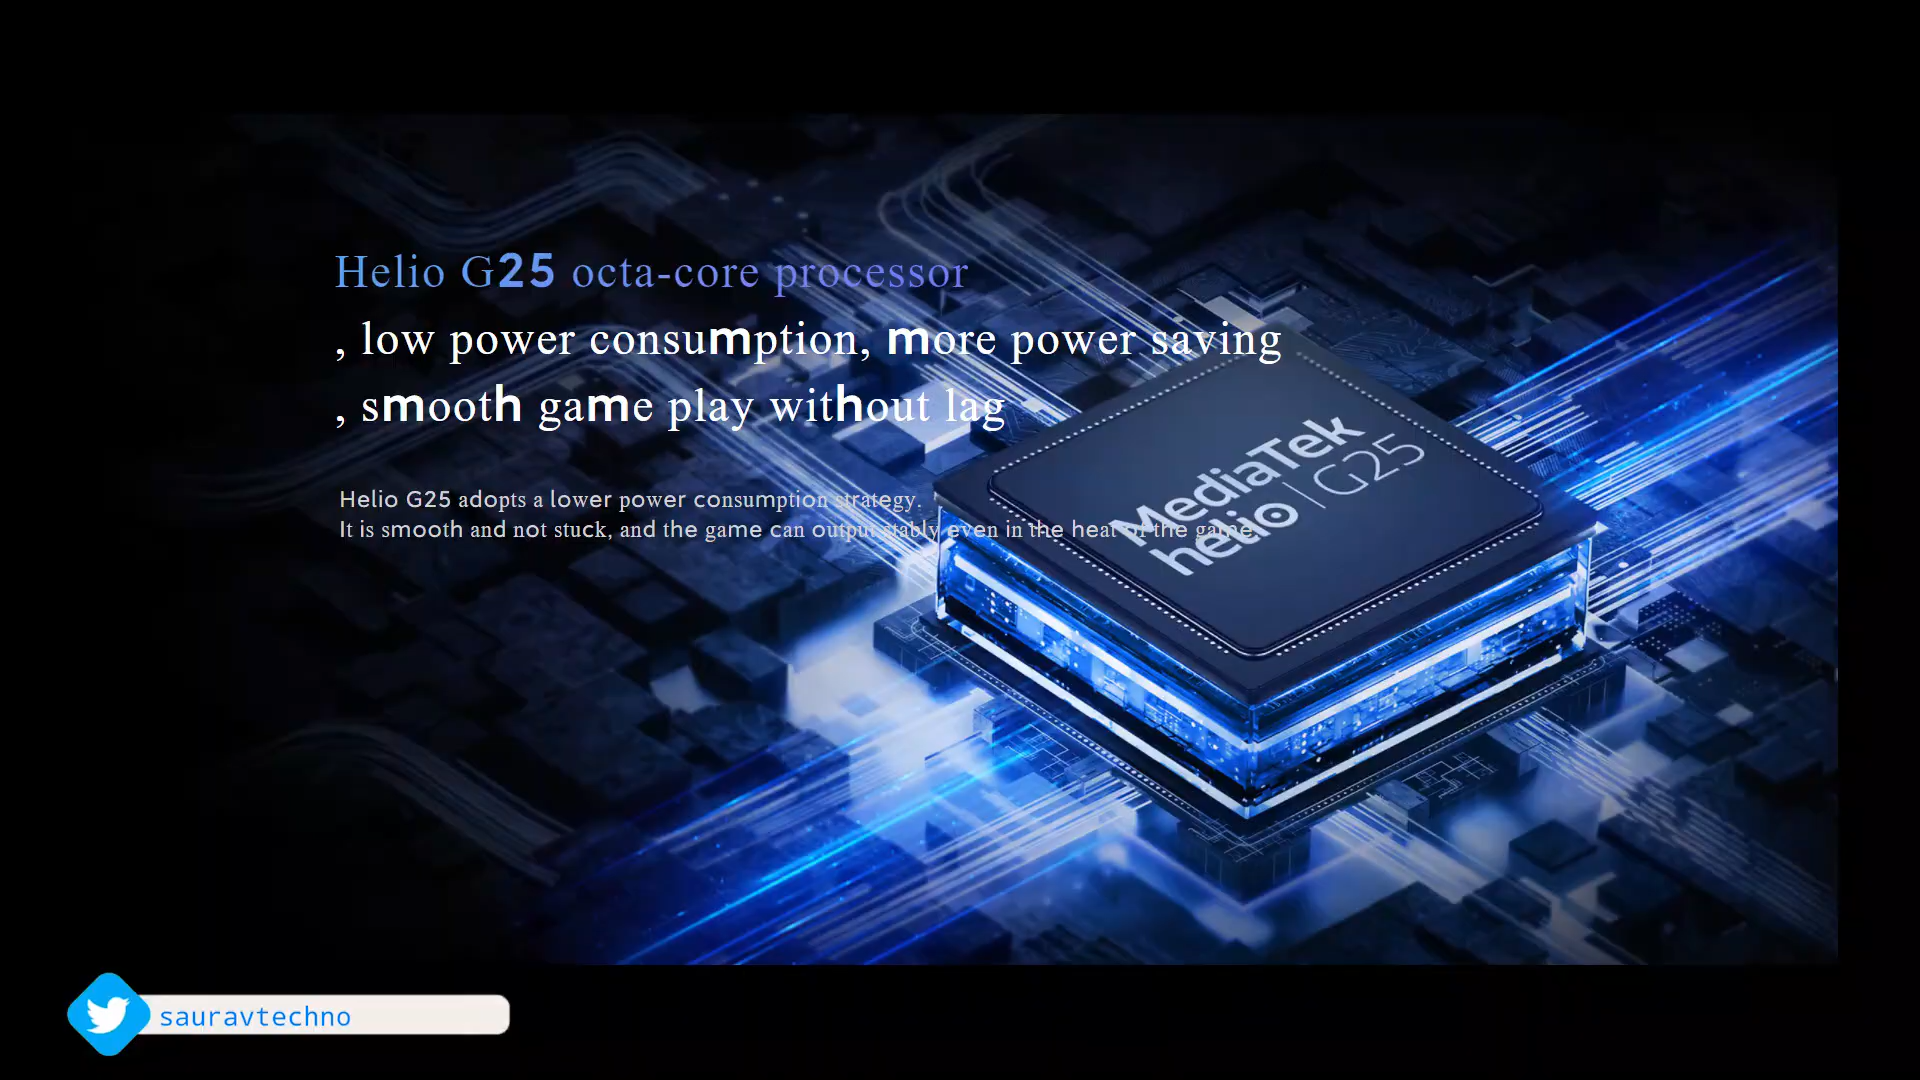 Helio G25 octa-core processor
, low power consumption, more power saving
, smooth game play without lag
Helio G25 adopts a lower power consumption strategy.
It is smooth and not stuck, and the game can output stably even in the heat of the game.
MediaTek
helio | G25
sauravtechno